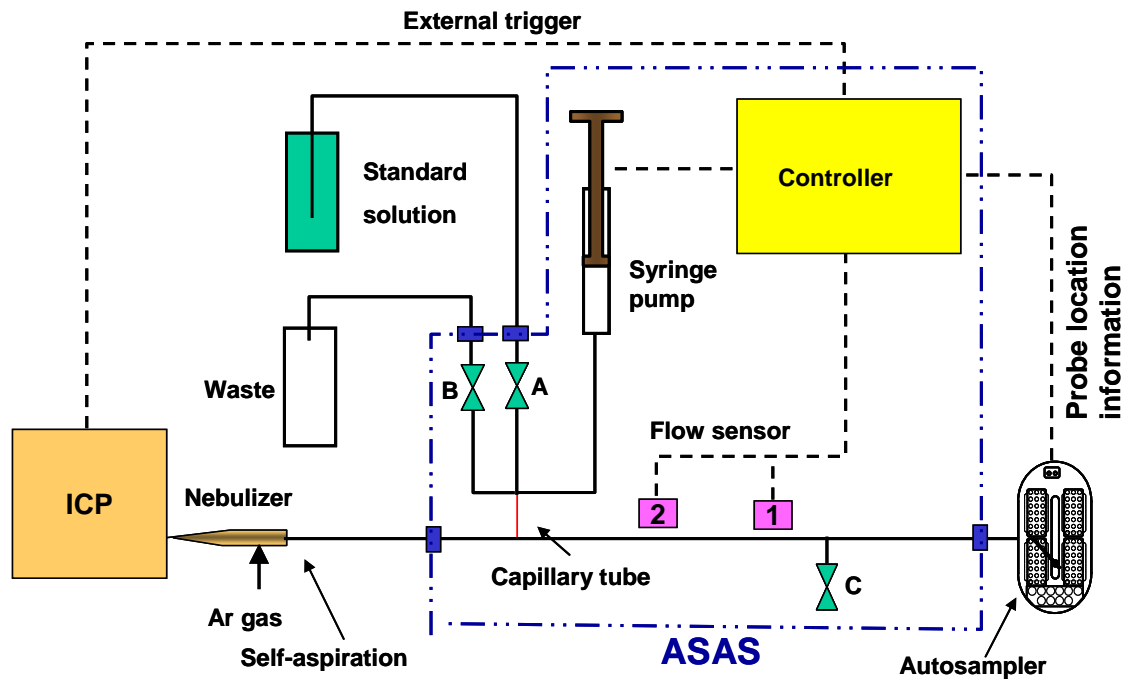 External trigger
Standard
solution
Controller
Syringe
pump
Probe location
information
Waste
B
A
Flow sensor
2
1
ICP
Nebulizer
Capillary tube
C
Ar gas
Self-aspiration
ASAS
Autosampler